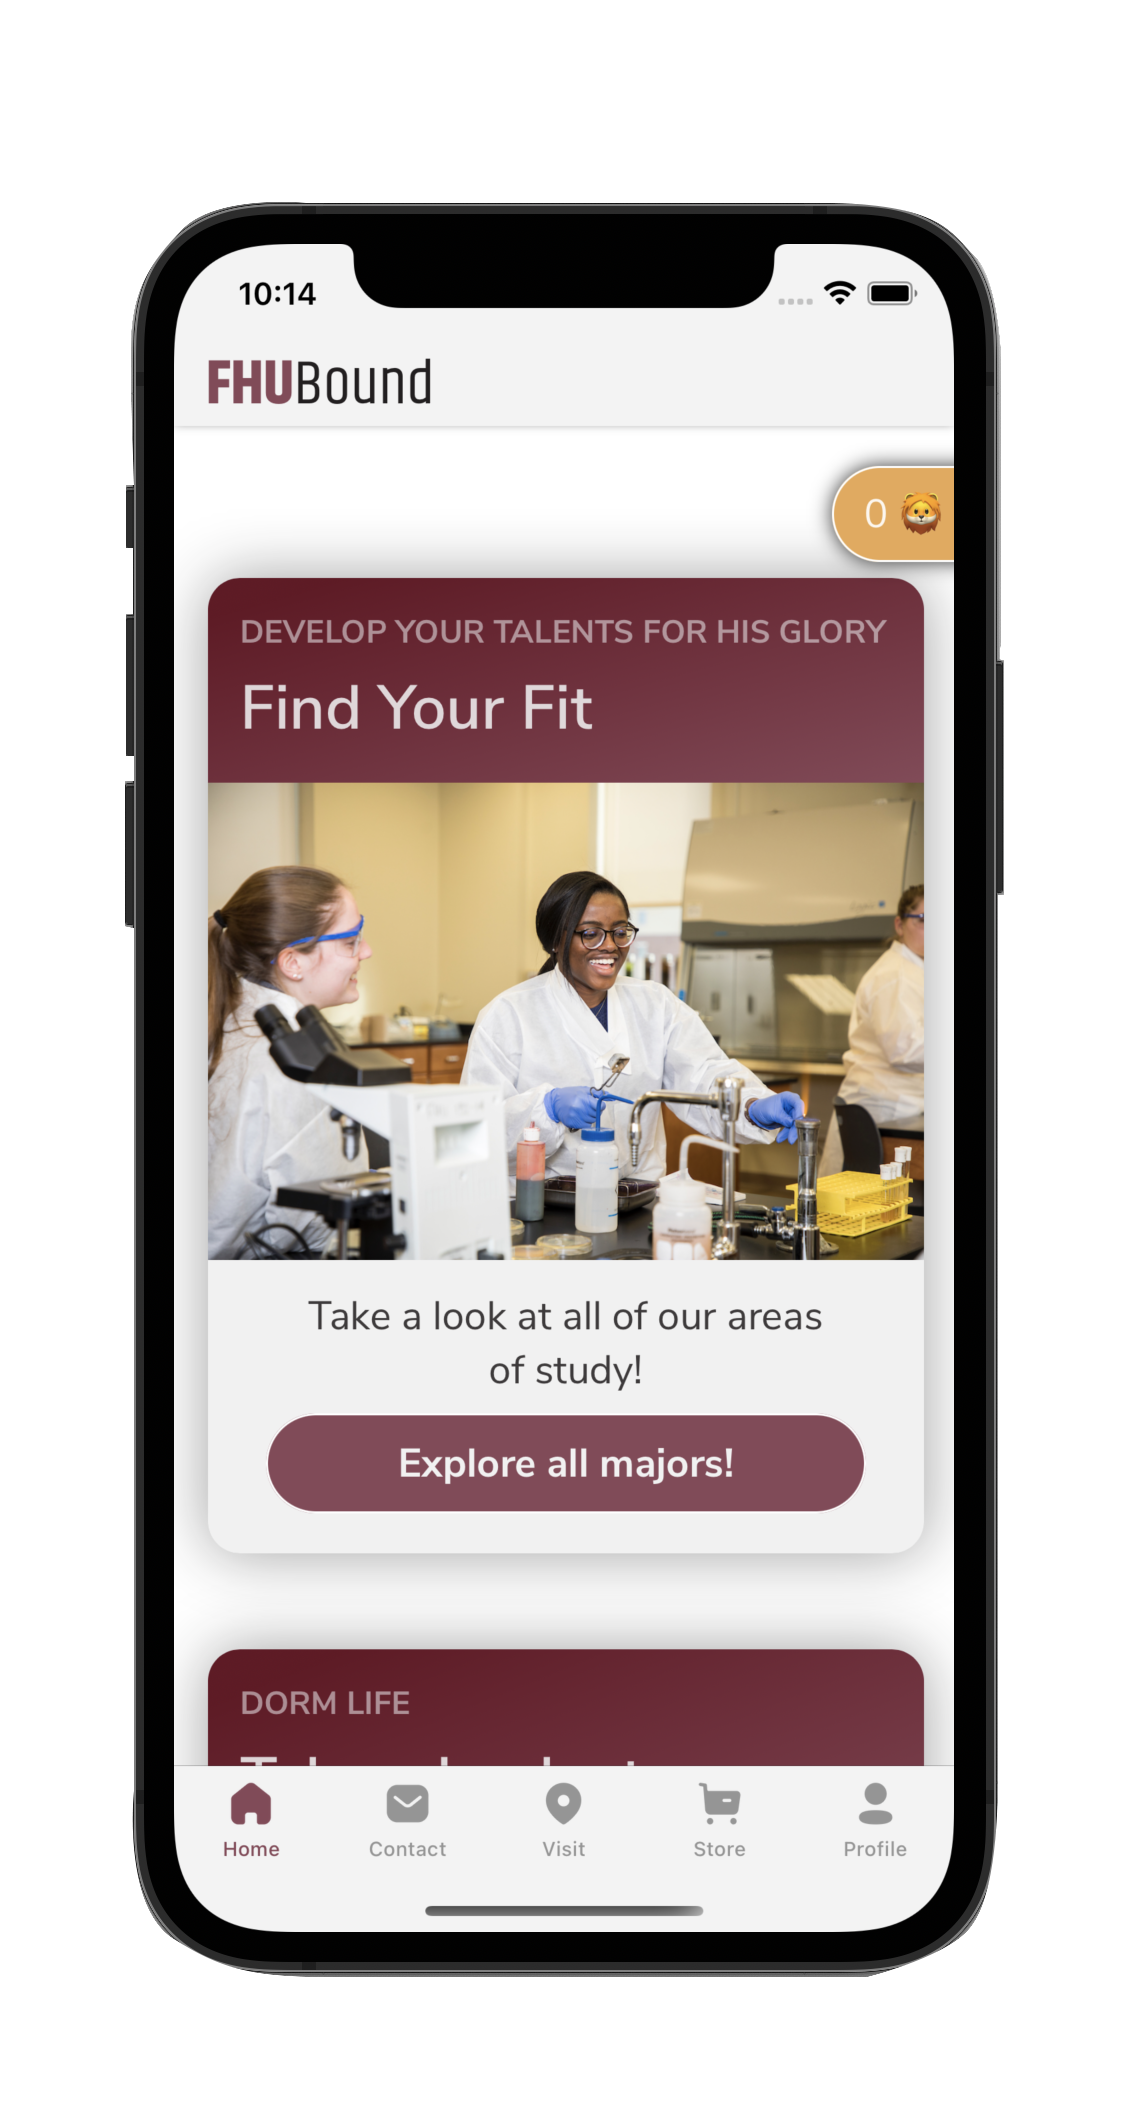 10:14
FHUBound
0
DEVELOP YOUR TALENTS FOR HIS GLORY
Find Your Fit
Take a look at all of our areas
of study!
Explore all majors!
DORM LIFE
Home
Contact
Visit
Store
Profile